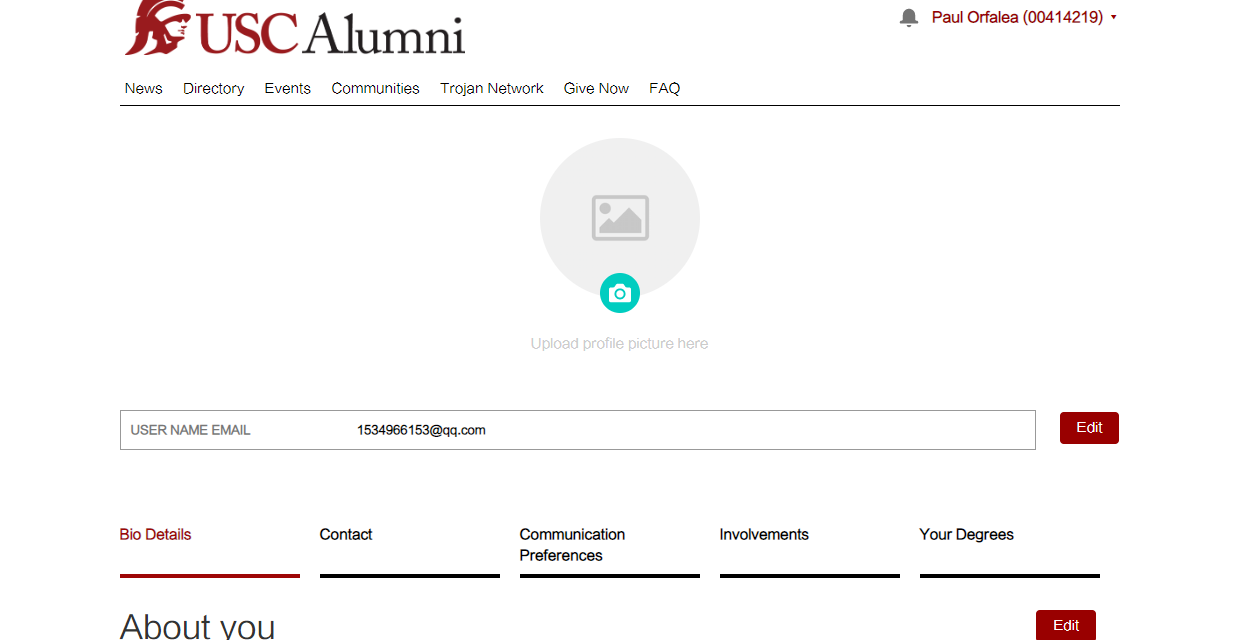 USC Alumni
Paul Orfalea (00414219)
News Directory Events Communities Trojan Network Give Now FAQ
Upload profile picture here
USER NAME EMAIL 1534966153@qq.com
Edit
Bio Details
Contact
Communication
Preferences
Involvements
Your Degrees
About you
Edit